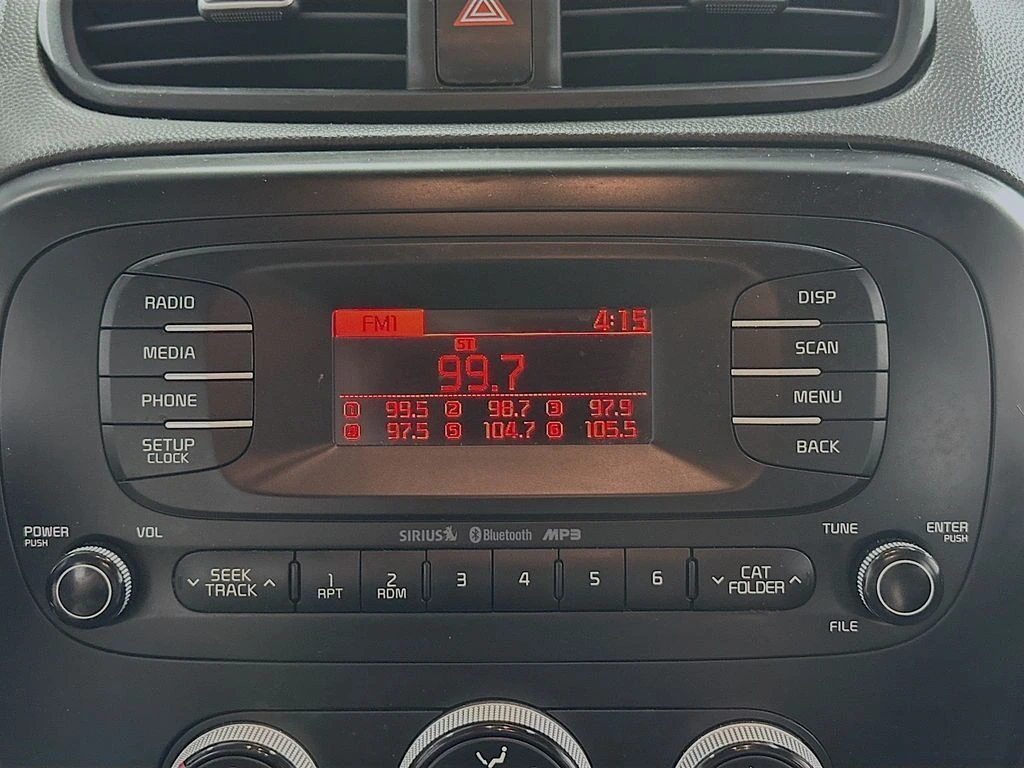 RADIO
MEDIA
PHONE
SETUP
CLOCK
FM1 4:15
ST
99.7
1 99.5 2 98.7 3 97.9
4 97.5 5 104.7 6 105.5
DISP
SCAN
MENU
BACK
POWER
PUSH
VOL
SIRIUS Bluetooth MP3
TUNE
ENTER
PUSH
SEEK
TRACK
1
RPT
2
RDM
3
4
5
6
CAT
FOLDER
FILE